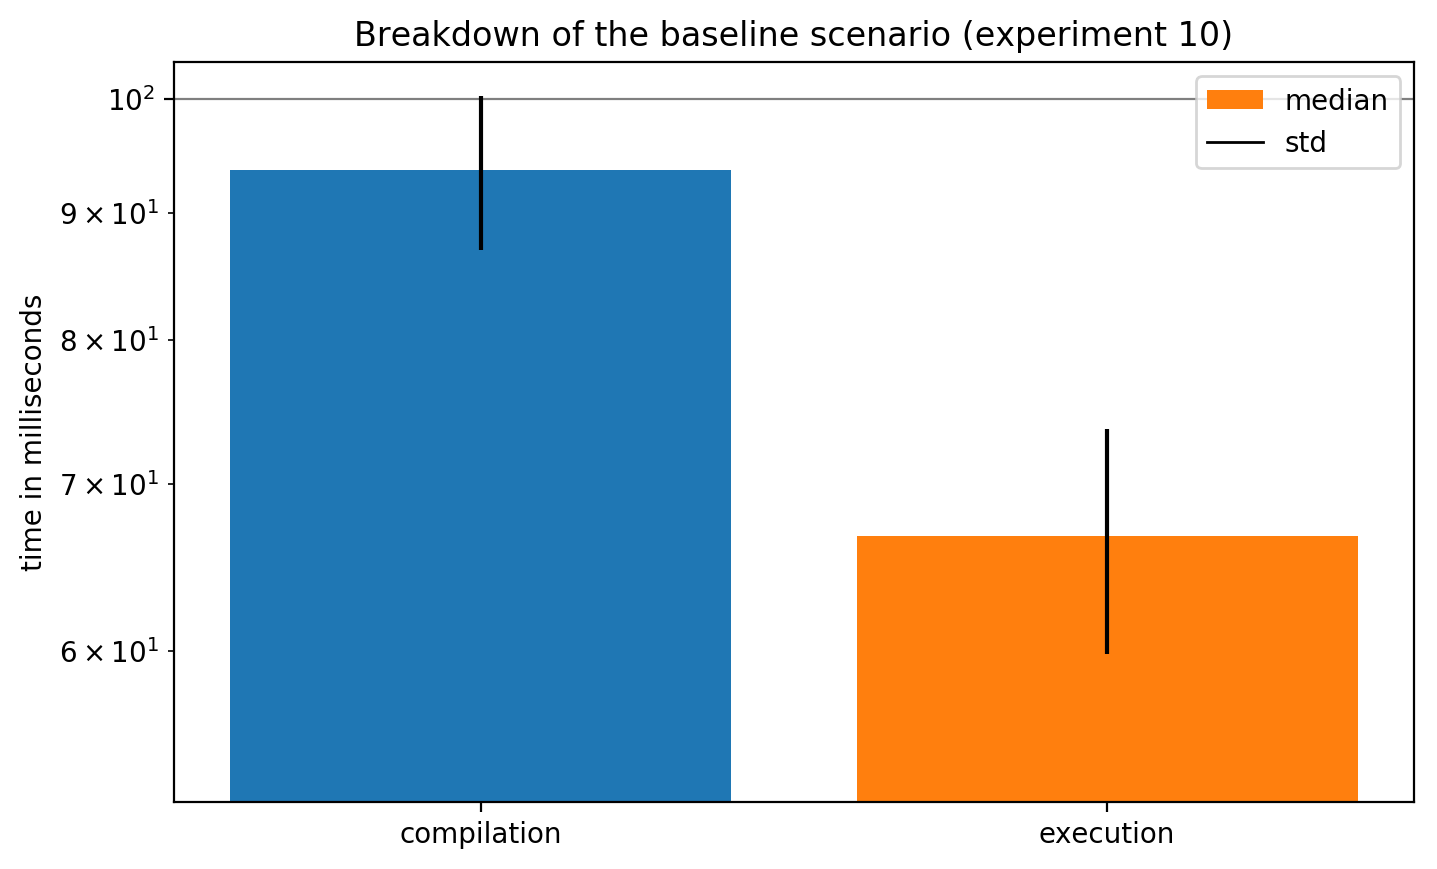 Breakdown of the baseline scenario (experiment 10)
10²
9 × 10¹
8 × 10¹
7 × 10¹
6 × 10¹
time in milliseconds
median
std
compilation
execution